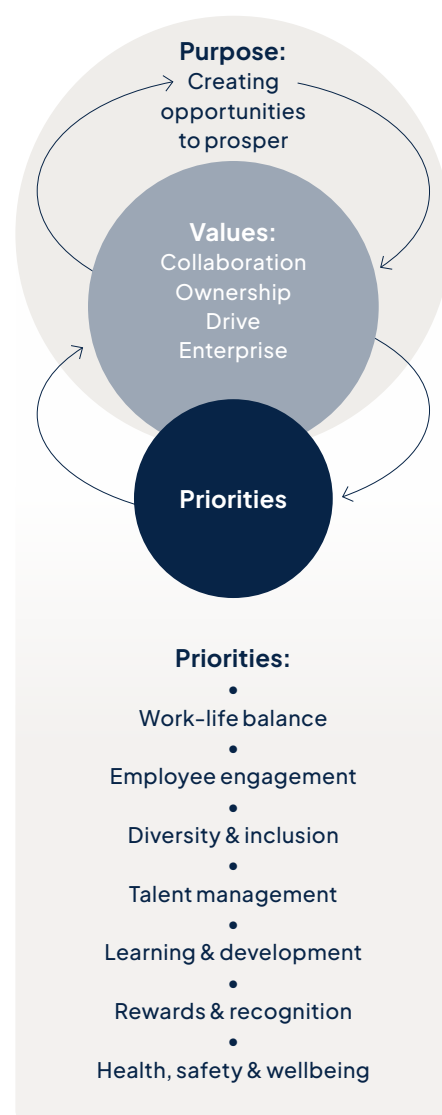 Purpose:
Creating
opportunities
to prosper
Values:
Collaboration
Ownership
Drive
Enterprise
Priorities
Priorities:
•
Work-life balance
•
Employee engagement
•
Diversity & inclusion
•
Talent management
•
Learning & development
•
Rewards & recognition
•
Health, safety & wellbeing